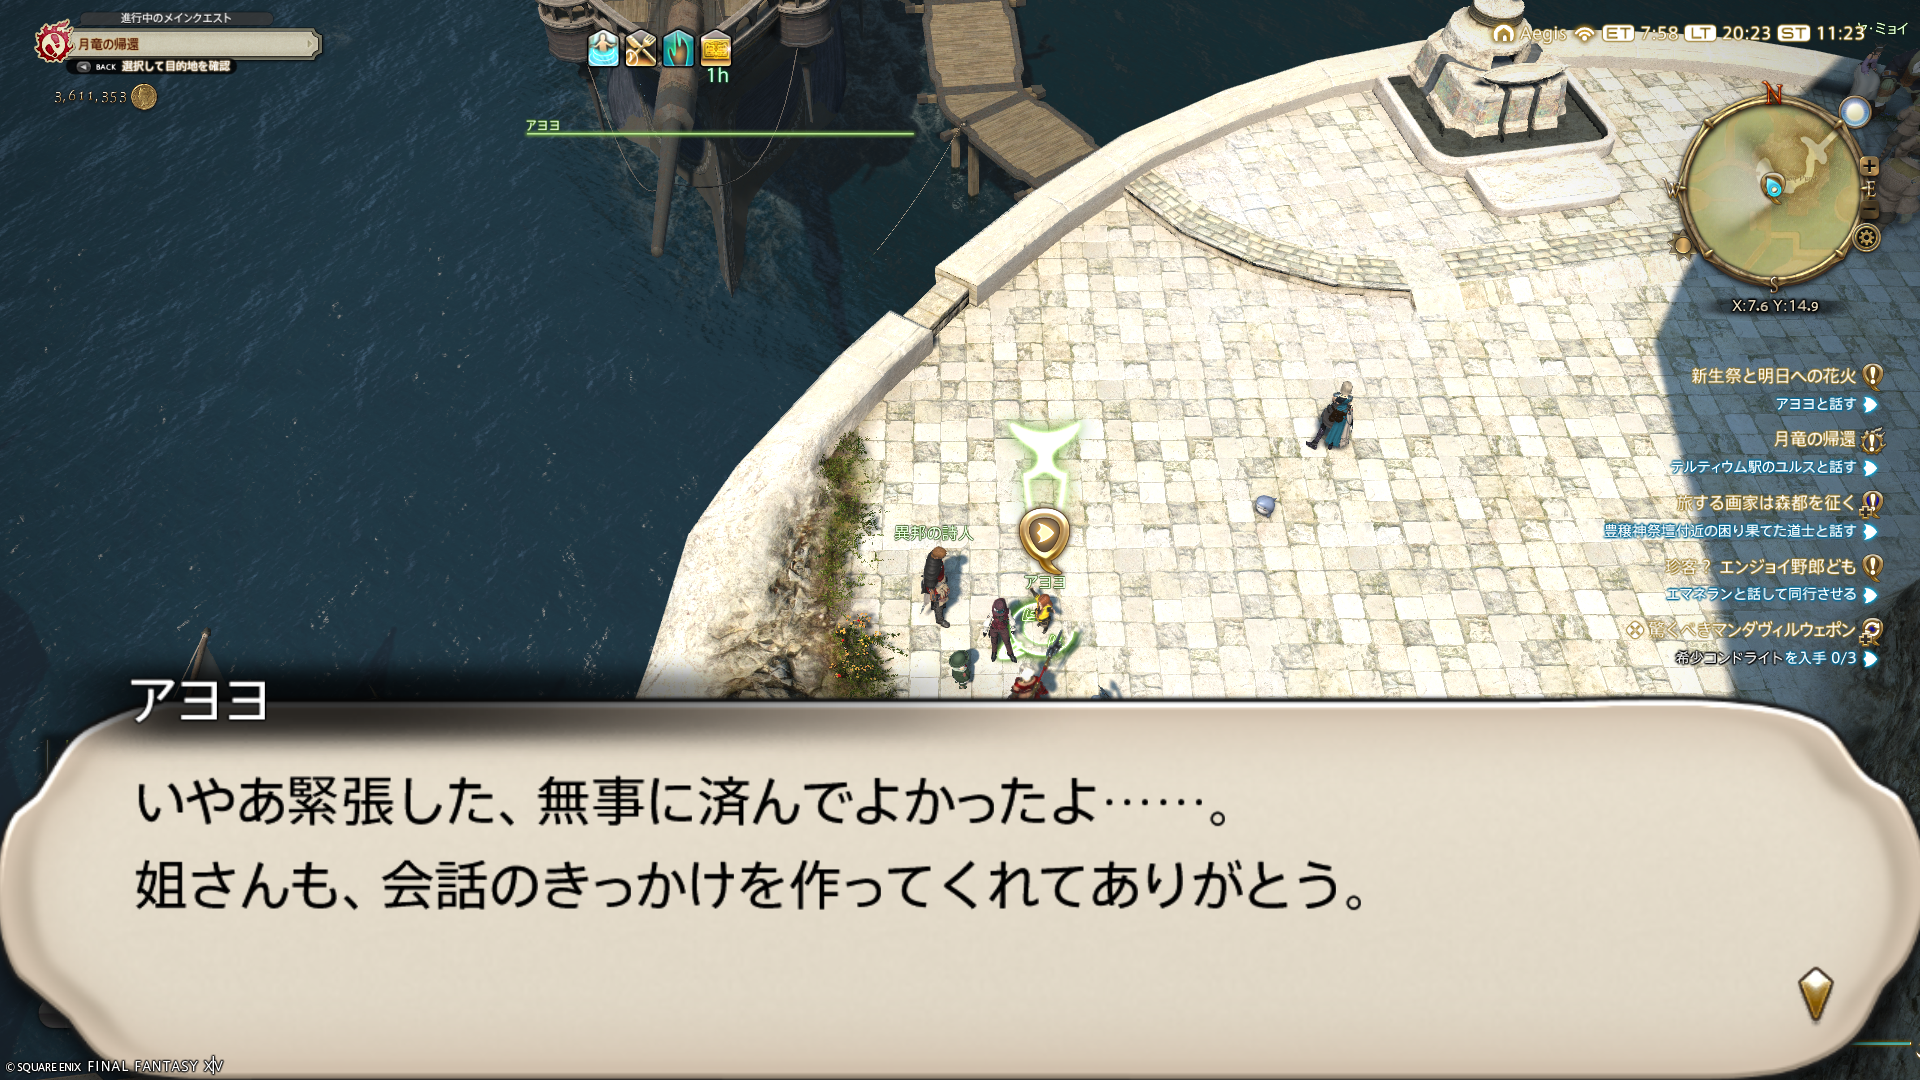 進行中のメインクエスト
月竜の帰還
BACK 選択して目的地を確認
3,611,353
1h
アヨヨ
Aegis ET 7:58 LT 20:23 ST 11:23
・ミョイ
N
W
E
S
X:7.6 Y:14.9
新生祭と明日への花火
アヨヨと話す
月竜の帰還
テルティウム駅のユルスと話す
旅する画家は森都を征く
豊穣神祭壇付近の困り果てた道士と話す
珍客？ エンジョイ野郎ども
エマネランと話して同行させる
驚くべきマンダヴィルウェポン
希少コンドライトを入手 0/3
異邦の詩人
アヨヨ
アヨヨ
いやあ緊張した、無事に済んでよかったよ……。
姐さんも、会話のきっかけを作ってくれてありがとう。
© SQUARE ENIX FINAL FANTASY XIV